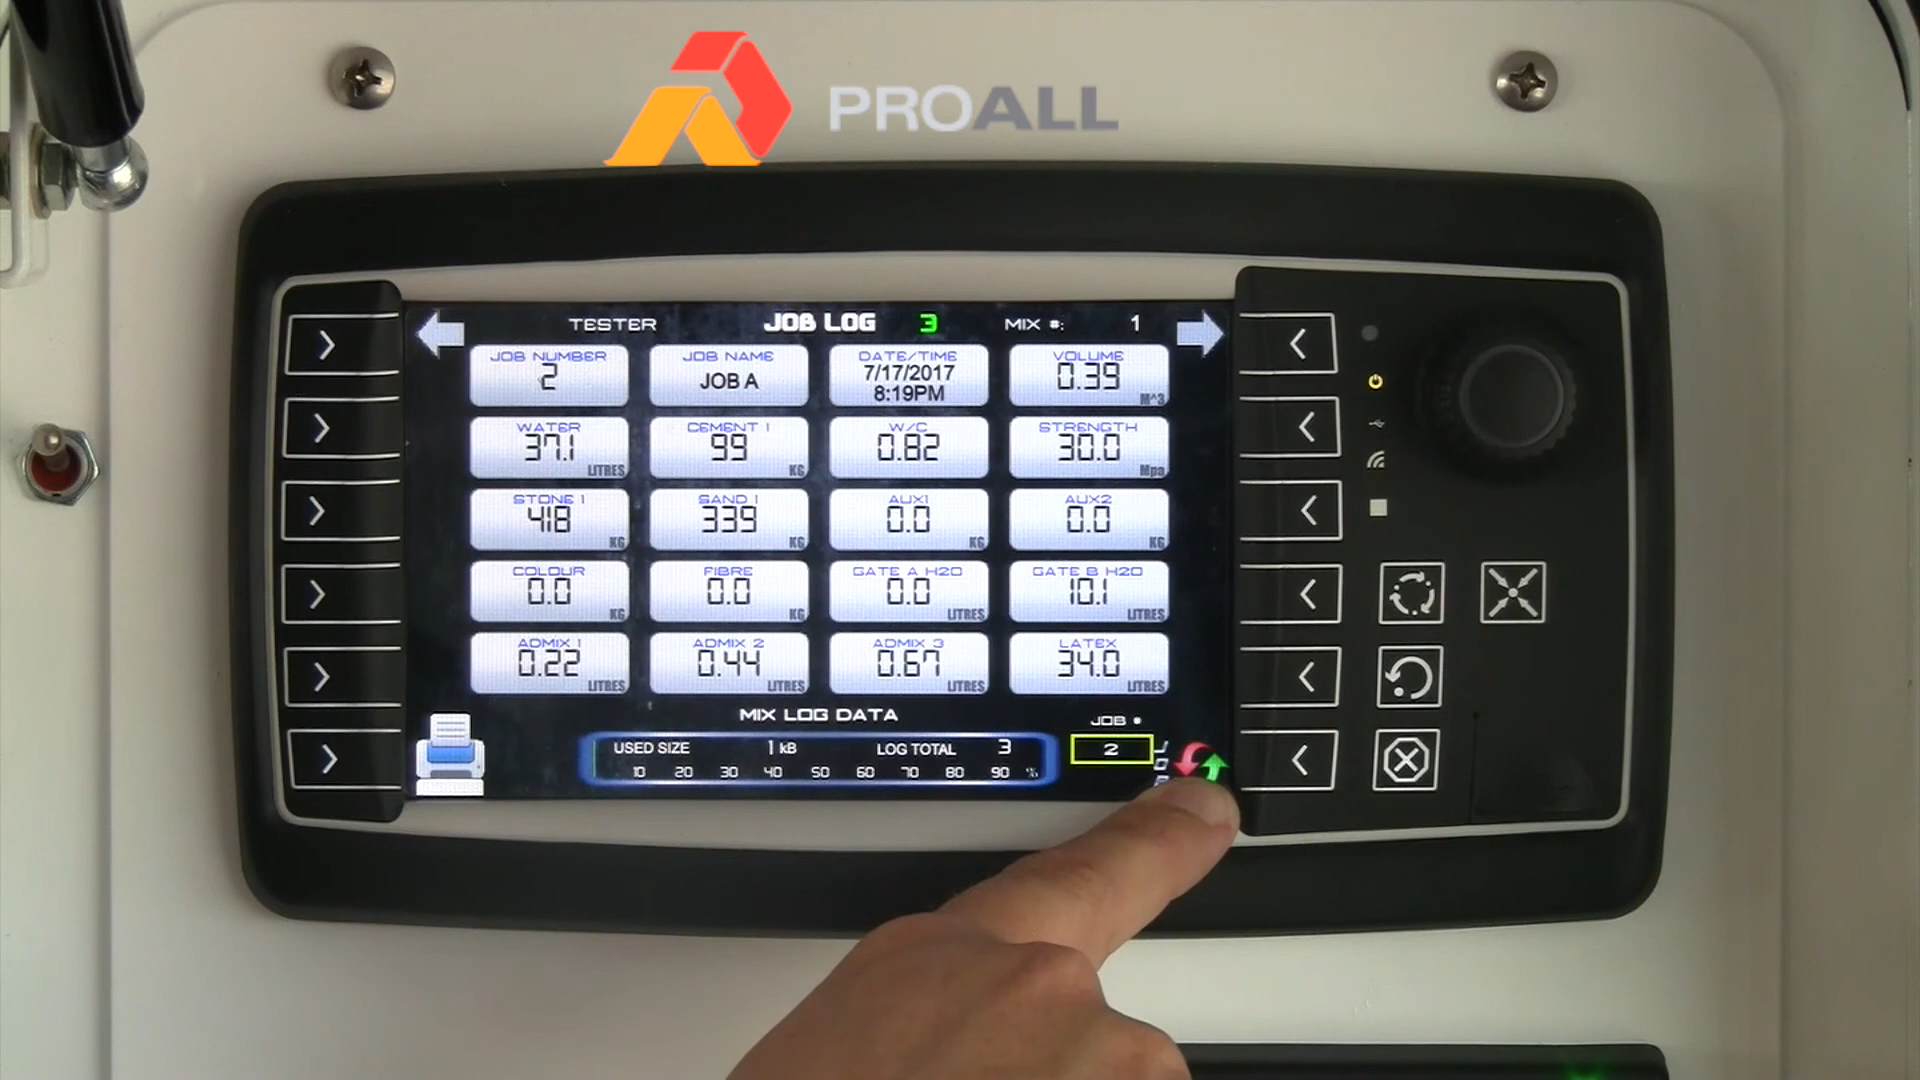 PROALL
TESTER JOB LOG 3 MIX #: 1
JOB NUMBER JOB NAME DATE/TIME VOLUME
2 JOB A 7/17/2017 0.39
8:19PM M^3
WATER CEMENT 1 W/C STRENGTH
37.1 99 0.82 30.0
LITRES KG Mpa
STONE 1 SAND 1 AUX1 AUX2
418 339 0.0 0.0
KG KG KG KG
COLOUR FIBRE GATE A H2O GATE B H2O
0.0 0.0 0.0 10.1
KG KG LITRES LITRES
ADMIX 1 ADMIX 2 ADMIX 3 LATEX
0.22 0.44 0.67 34.0
LITRES LITRES LITRES LITRES
MIX LOG DATA JOB
USED SIZE 1 kB LOG TOTAL 3 2
10 20 30 40 50 60 70 80 90 %